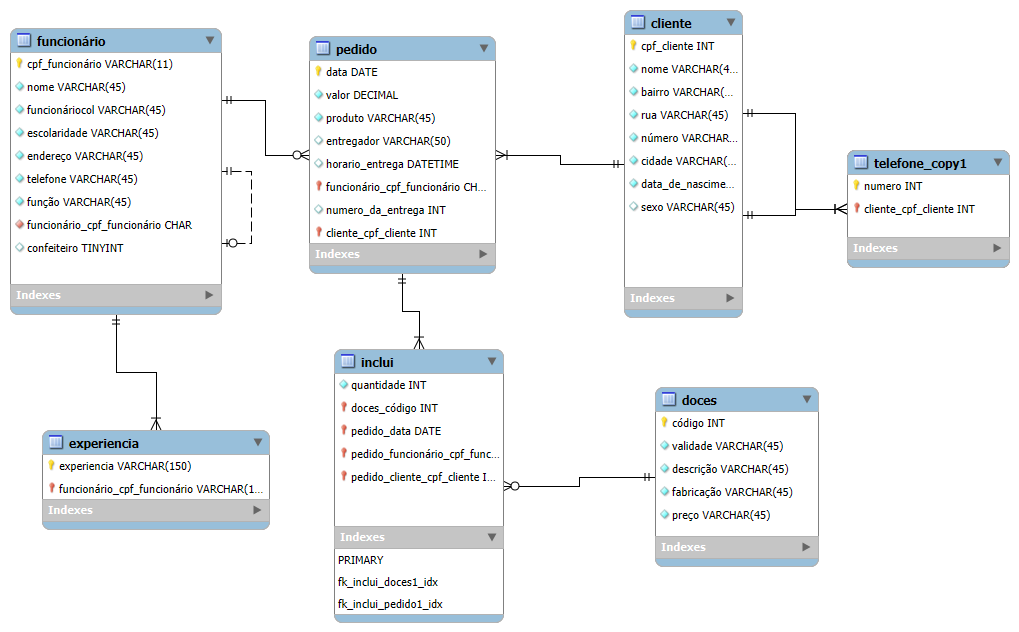 funcionário
cpf_funcionário VARCHAR(11)
nome VARCHAR(45)
funcionáriocol VARCHAR(45)
escolaridade VARCHAR(45)
endereço VARCHAR(45)
telefone VARCHAR(45)
função VARCHAR(45)
funcionário_cpf_funcionário CHAR
confeiteiro TINYINT
Indexes
pedido
data DATE
valor DECIMAL
produto VARCHAR(45)
entregador VARCHAR(50)
horario_entrega DATETIME
funcionário_cpf_funcionário CH...
numero_da_entrega INT
cliente_cpf_cliente INT
Indexes
cliente
cpf_cliente INT
nome VARCHAR(4...
bairro VARCHAR(...
rua VARCHAR(45)
número VARCHAR...
cidade VARCHAR(...
data_de_nascime...
sexo VARCHAR(45)
Indexes
telefone_copy1
numero INT
cliente_cpf_cliente INT
Indexes
experiencia
experiencia VARCHAR(150)
funcionário_cpf_funcionário VARCHAR(1...
Indexes
inclui
quantidade INT
doces_código INT
pedido_data DATE
pedido_funcionário_cpf_func...
pedido_cliente_cpf_cliente I...
Indexes
PRIMARY
fk_inclui_doces1_idx
fk_inclui_pedido1_idx
doces
código INT
validade VARCHAR(45)
descrição VARCHAR(45)
fabricação VARCHAR(45)
preço VARCHAR(45)
Indexes